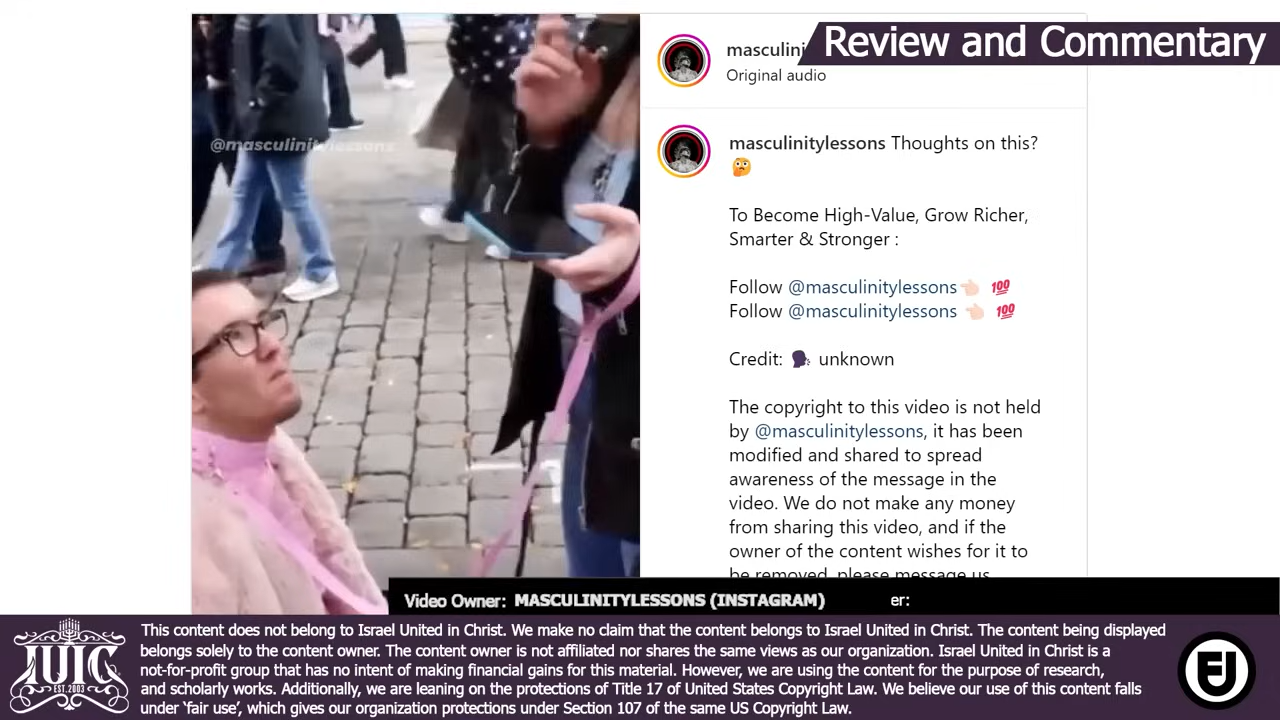 Review and Commentary
masculini
Original audio
@masculinitylessons
masculinitylessons Thoughts on this?
To Become High-Value, Grow Richer,
Smarter & Stronger :
Follow @masculinitylessons 💯
Follow @masculinitylessons 💯
Credit: unknown
The copyright to this video is not held
by @masculinitylessons, it has been
modified and shared to spread
awareness of the message in the
video. We do not make any money
from sharing this video, and if the
owner of the content wishes for it to
be removed, please message us
Video Owner: MASCULINITYLESSONS (INSTAGRAM) er:
This content does not belong to Israel United in Christ. We make no claim that the content belongs to Israel United in Christ. The content being displayed
belongs solely to the content owner. The content owner is not affiliated nor shares the same views as our organization. Israel United in Christ is a
not-for-profit group that has no intent of making financial gains for this material. However, we are using the content for the purpose of research,
and scholarly works. Additionally, we are leaning on the protections of Title 17 of United States Copyright Law. We believe our use of this content falls
under 'fair use', which gives our organization protections under Section 107 of the same US Copyright Law.
IUIC
EST.2003